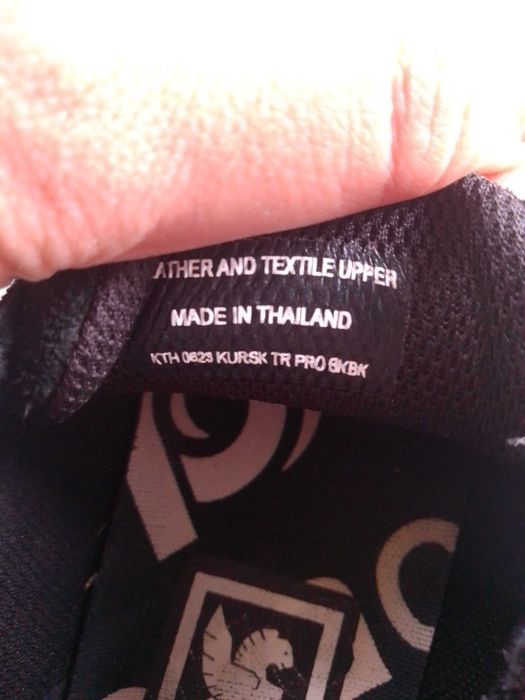 ATHER AND TEXTILE UPPER
MADE IN THAILAND
KTH 0623 KURSK TR PRO BKBK